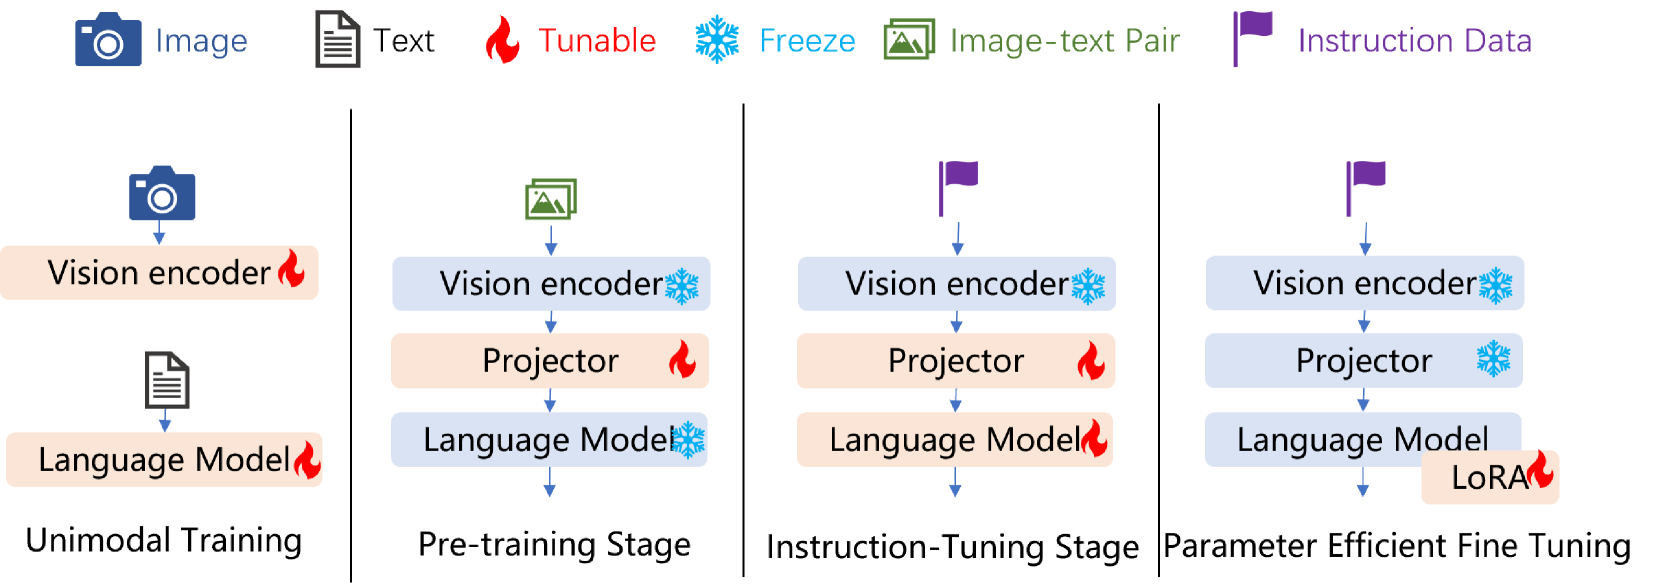 Image Text Tunable Freeze Image-text Pair Instruction Data
Vision encoder
Language Model
Unimodal Training
Vision encoder
Projector
Language Model
Pre-training Stage
Vision encoder
Projector
Language Model
Instruction-Tuning Stage
Vision encoder
Projector
Language Model
LoRA
Parameter Efficient Fine Tuning